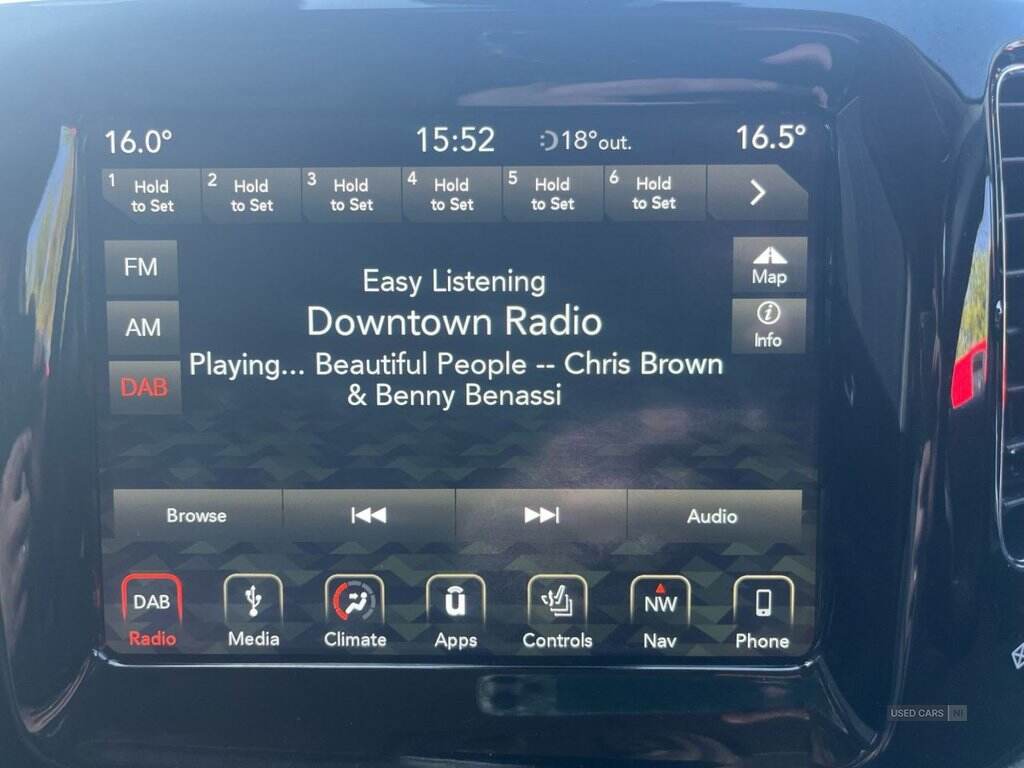 16.0° 15:52 18°out. 16.5°
1 Hold to Set
2 Hold to Set
3 Hold to Set
4 Hold to Set
5 Hold to Set
6 Hold to Set
FM
AM
DAB
Easy Listening
Downtown Radio
Playing... Beautiful People -- Chris Brown
& Benny Benassi
Map
i
Info
Browse
Audio
DAB
Radio
Media
Climate
ū
Apps
Controls
NW
Nav
Phone
USED CARS NI